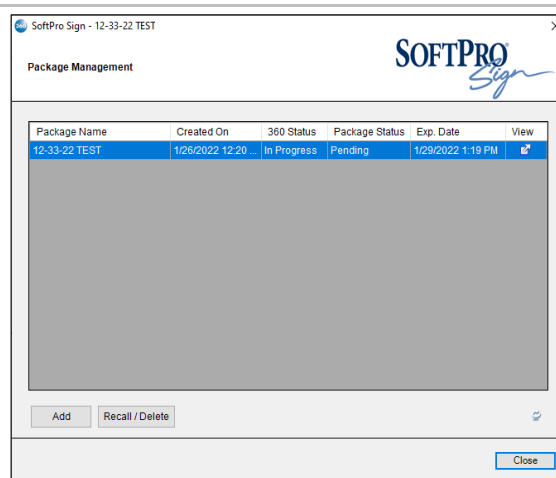 360 SoftPro Sign - 12-33-22 TEST
SOFTPRO
Sign
Package Management
Package Name Created On 360 Status Package Status Exp. Date View
12-33-22 TEST 1/26/2022 12:20 ... In Progress Pending 1/29/2022 1:19 PM
Add Recall / Delete
Close